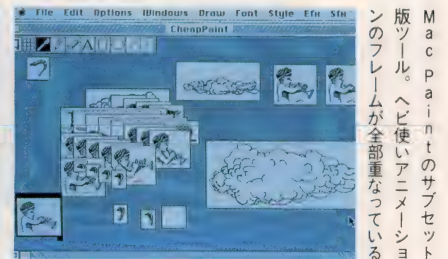 File Edit Options Windows Draw Font Style Efx Sfx
CheapPaint
MacPaintのサブセット
版ツール。ヘビ使いアニメーショ
ンのフレームが全部重なっている